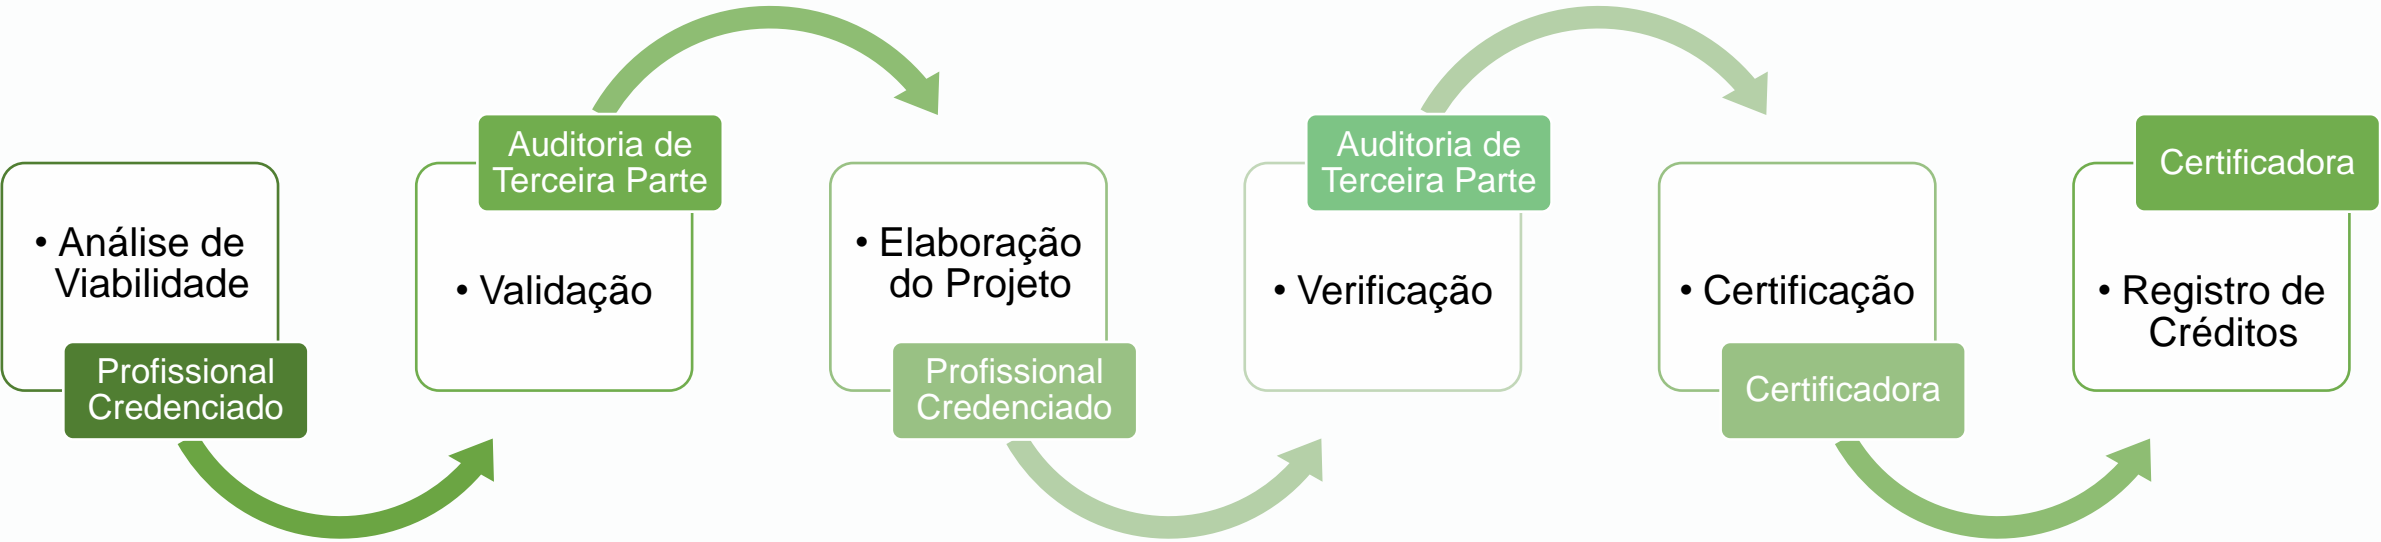 • Análise de
Viabilidade
Profissional
Credenciado
Auditoria de
Terceira Parte
• Validação
• Elaboração
do Projeto
Profissional
Credenciado
Auditoria de
Terceira Parte
• Verificação
• Certificação
Certificadora
Certificadora
• Registro de
Créditos